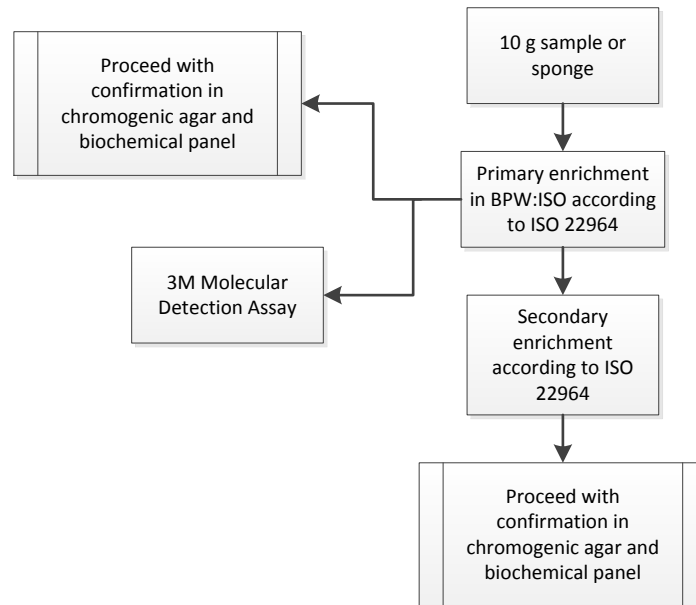 Proceed with
confirmation in
chromogenic agar and
biochemical panel
10 g sample or
sponge
Primary enrichment
in BPW:ISO according
to ISO 22964
3M Molecular
Detection Assay
Secondary
enrichment
according to ISO
22964
Proceed with
confirmation in
chromogenic agar and
biochemical panel